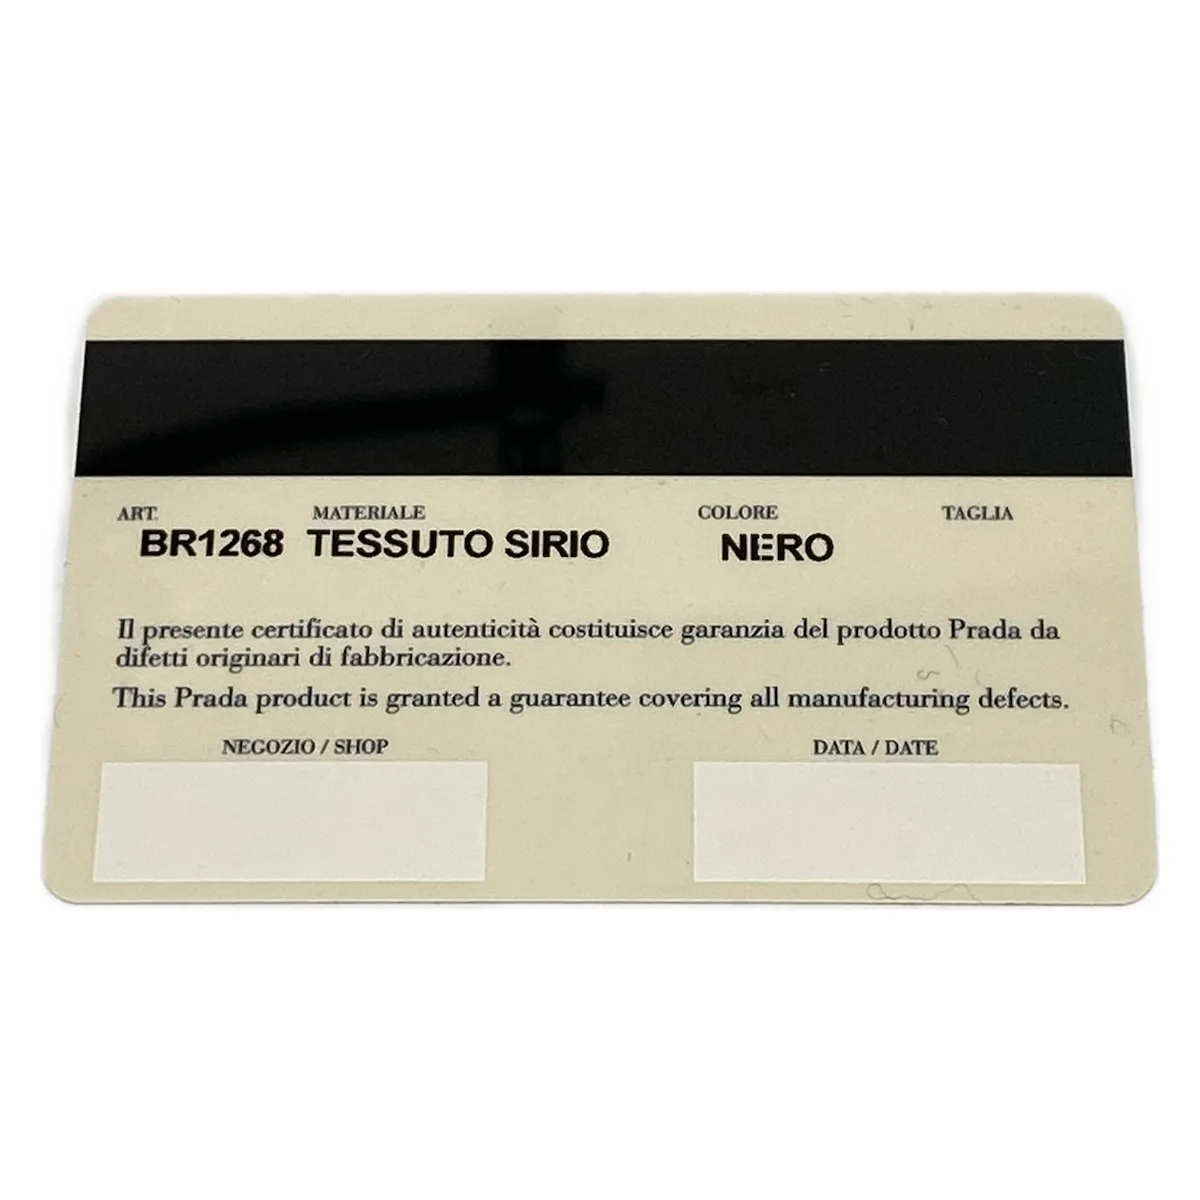 ART. MATERIALE COLORE TAGLIA
BR1268 TESSUTO SIRIO NERO
Il presente certificato di autenticità costituisce garanzia del prodotto Prada da
difetti originari di fabbricazione.
This Prada product is granted a guarantee covering all manufacturing defects.
NEGOZIO / SHOP DATA / DATE